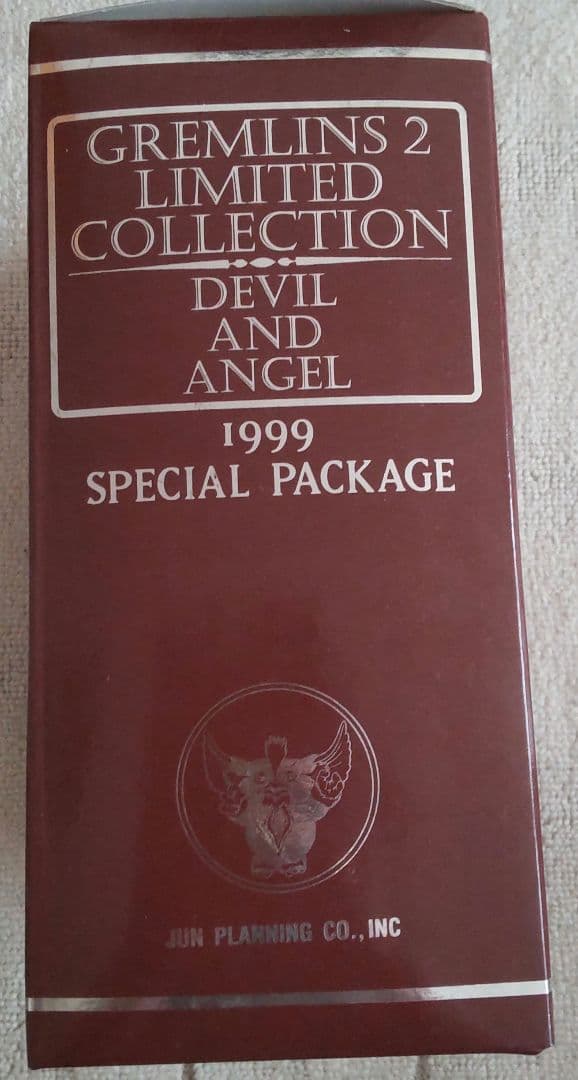 GREMLINS 2
LIMITED
COLLECTION
DEVIL
AND
ANGEL
1999
SPECIAL PACKAGE
JUN PLANNING CO., INC